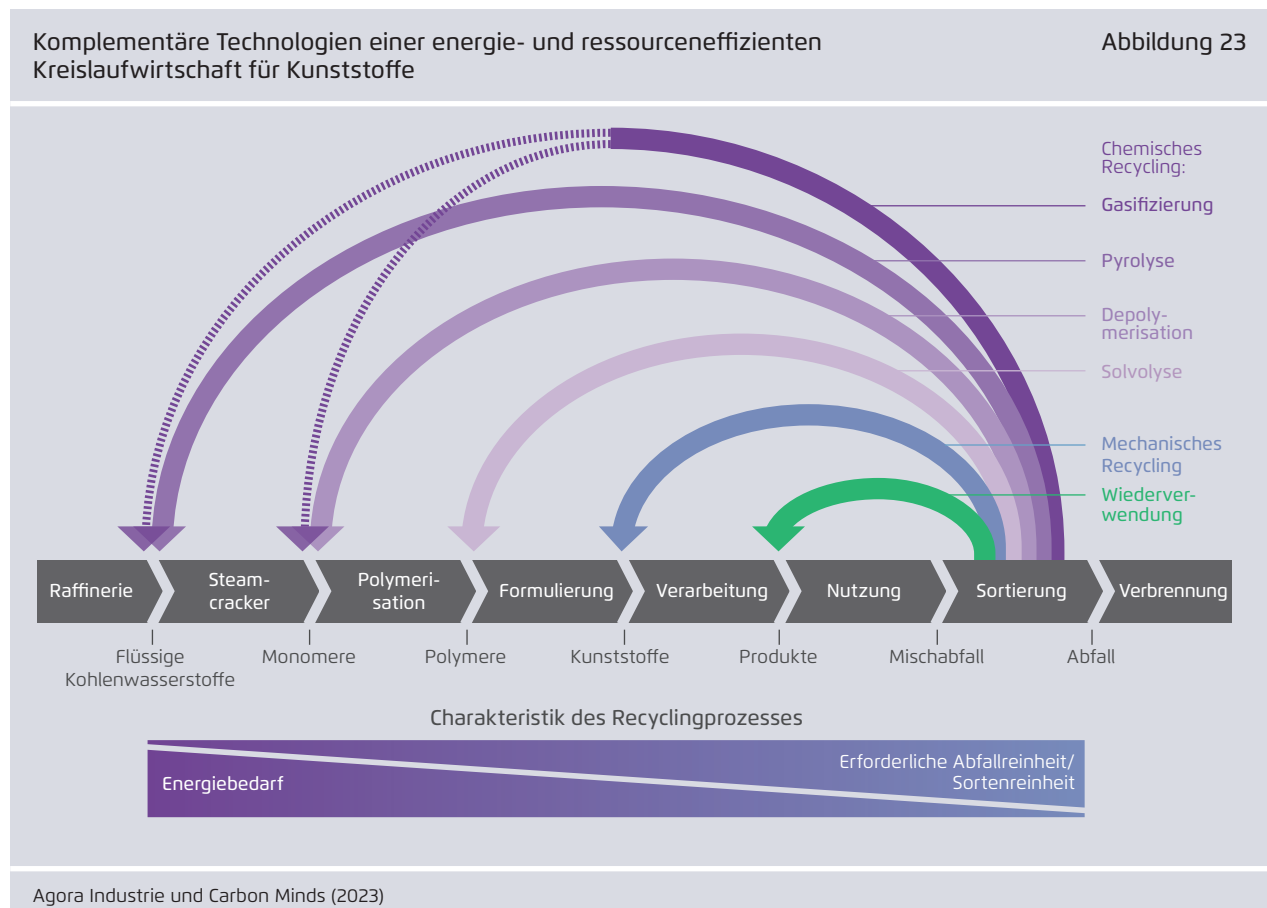 Komplementäre Technologien einer energie- und ressourceneffizienten
Kreislaufwirtschaft für Kunststoffe
Abbildung 23
Chemisches
Recycling:
Gasifizierung
Pyrolyse
Depoly-
merisation
Solvolyse
Mechanisches
Recycling
Wiederver-
wendung
Raffinerie
Steam-
cracker
Polymeri-
sation
Formulierung
Verarbeitung
Nutzung
Sortierung
Verbrennung
Flüssige
Kohlenwasserstoffe
Monomere
Polymere
Kunststoffe
Produkte
Mischabfall
Abfall
Charakteristik des Recyclingprozesses
Energiebedarf
Erforderliche Abfallreinheit/
Sortenreinheit
Agora Industrie und Carbon Minds (2023)